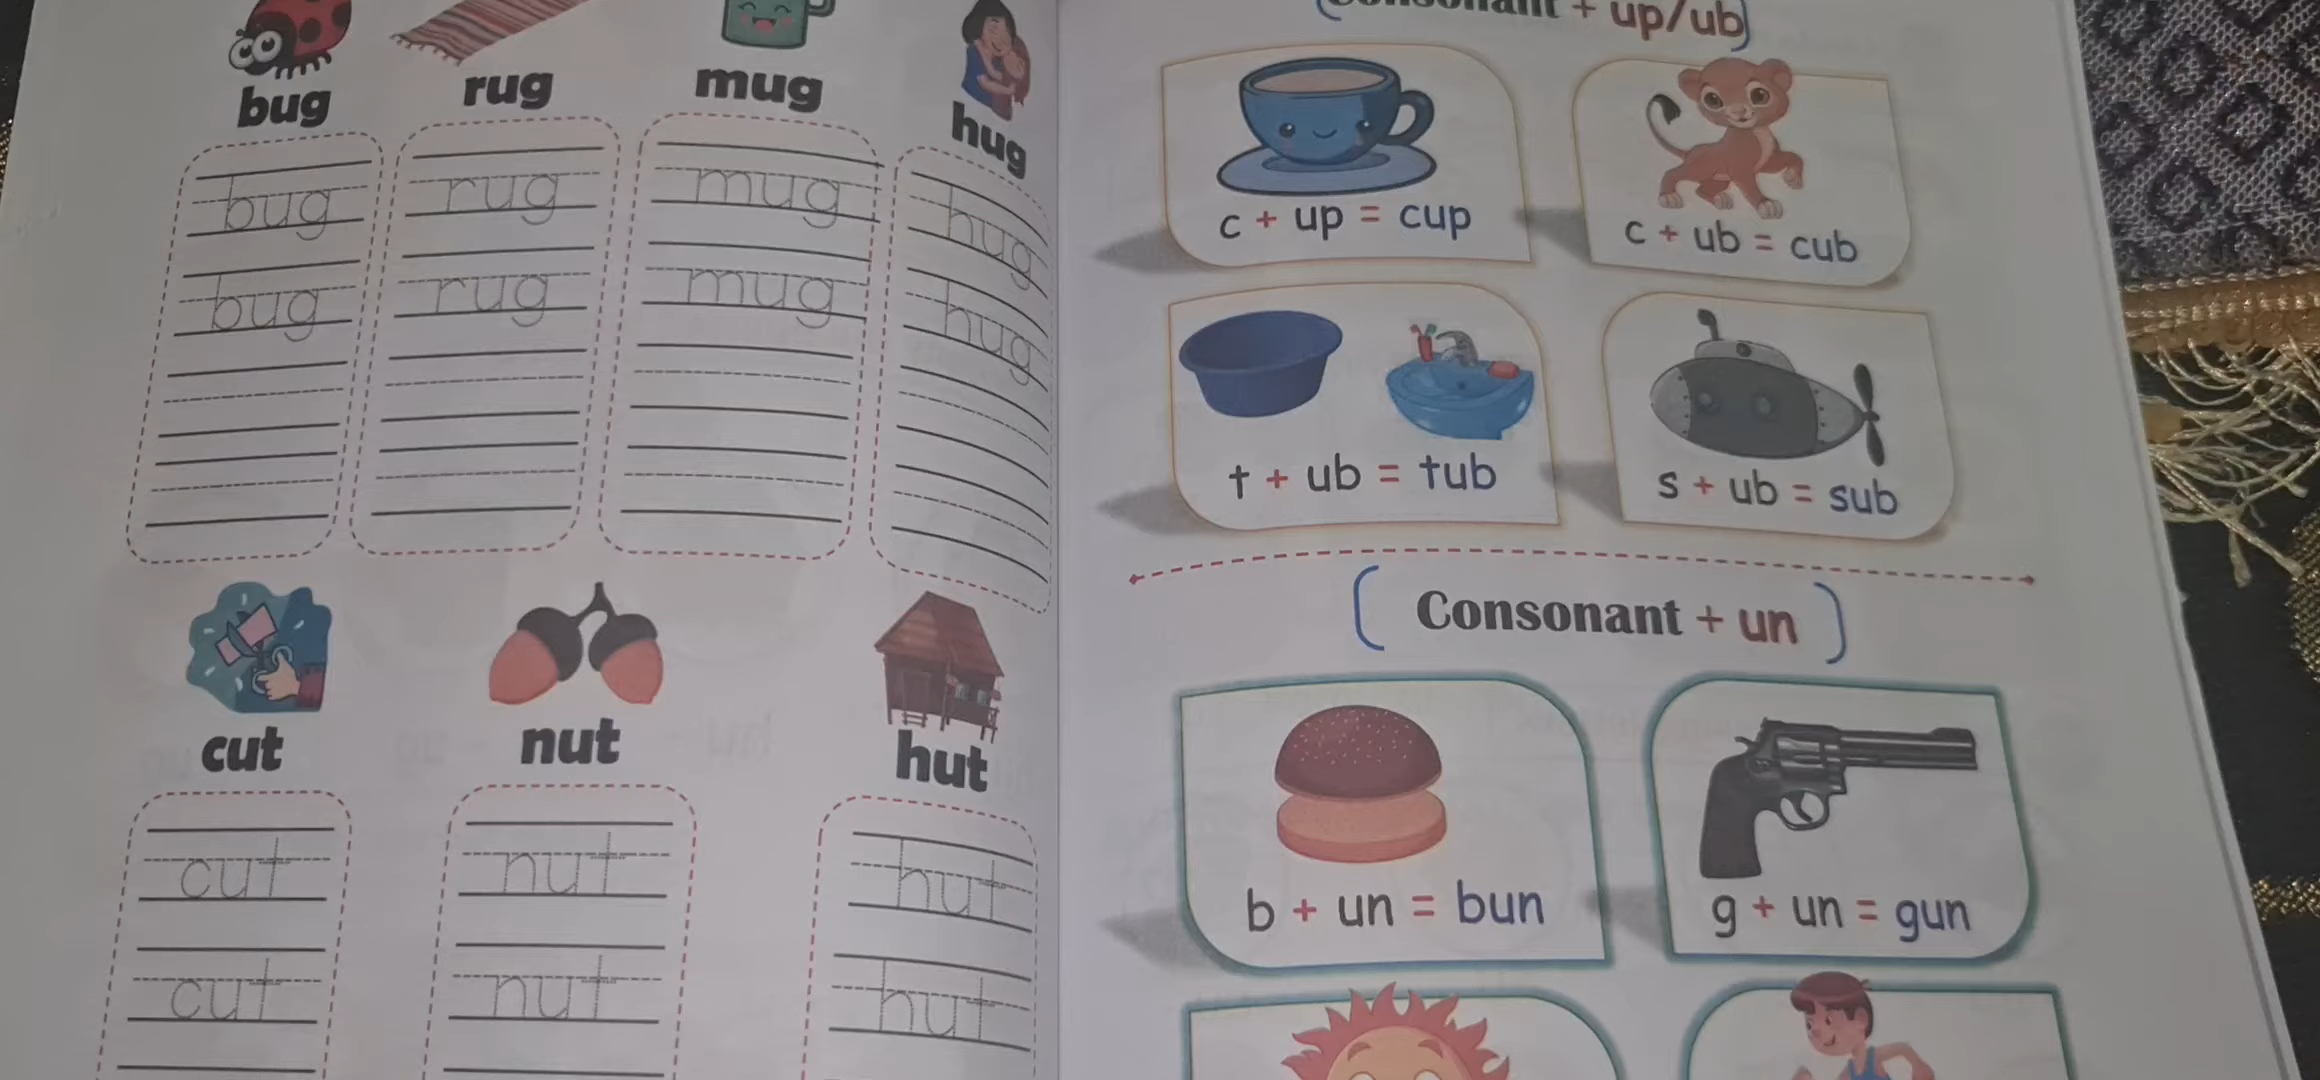 bug rug mug hug
bug rug mug hug
bug rug mug hug
cut nut hut
cut nut hut
cut nut hut
Consonant + up/ub
c + up = cup
c + ub = cub
t + ub = tub
s + ub = sub
Consonant + un
b + un = bun
g + un = gun